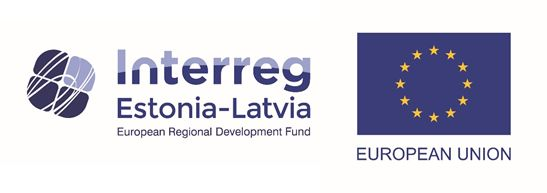 Interreg
Estonia-Latvia
European Regional Development Fund
EUROPEAN UNION